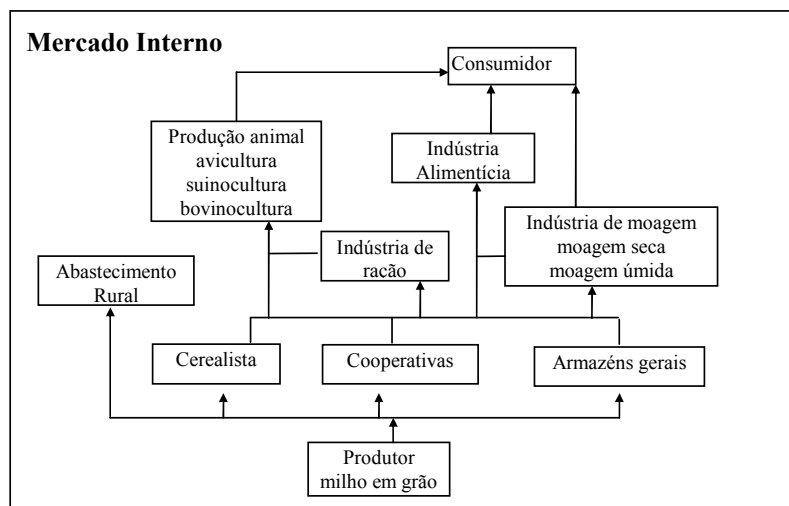 Mercado Interno
Consumidor
Produção animal
avicultura
suinocultura
bovinocultura
Indústria
Alimentícia
Indústria de moagem
moagem seca
moagem úmida
Indústria de
racão
Abastecimento
Rural
Cerealista
Cooperativas
Armazéns gerais
Produtor
milho em grão